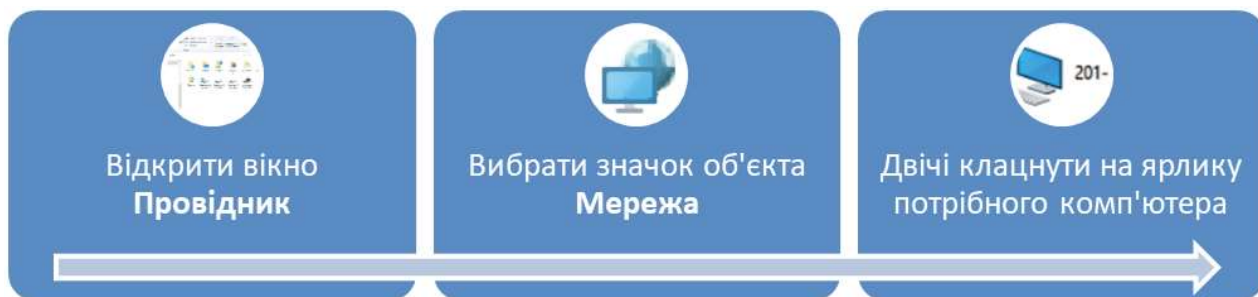 Відкрити вікно
Провідник
Вибрати значок об'єкта
Мережа
201-
Двічі клацнути на ярлику
потрібного комп'ютера